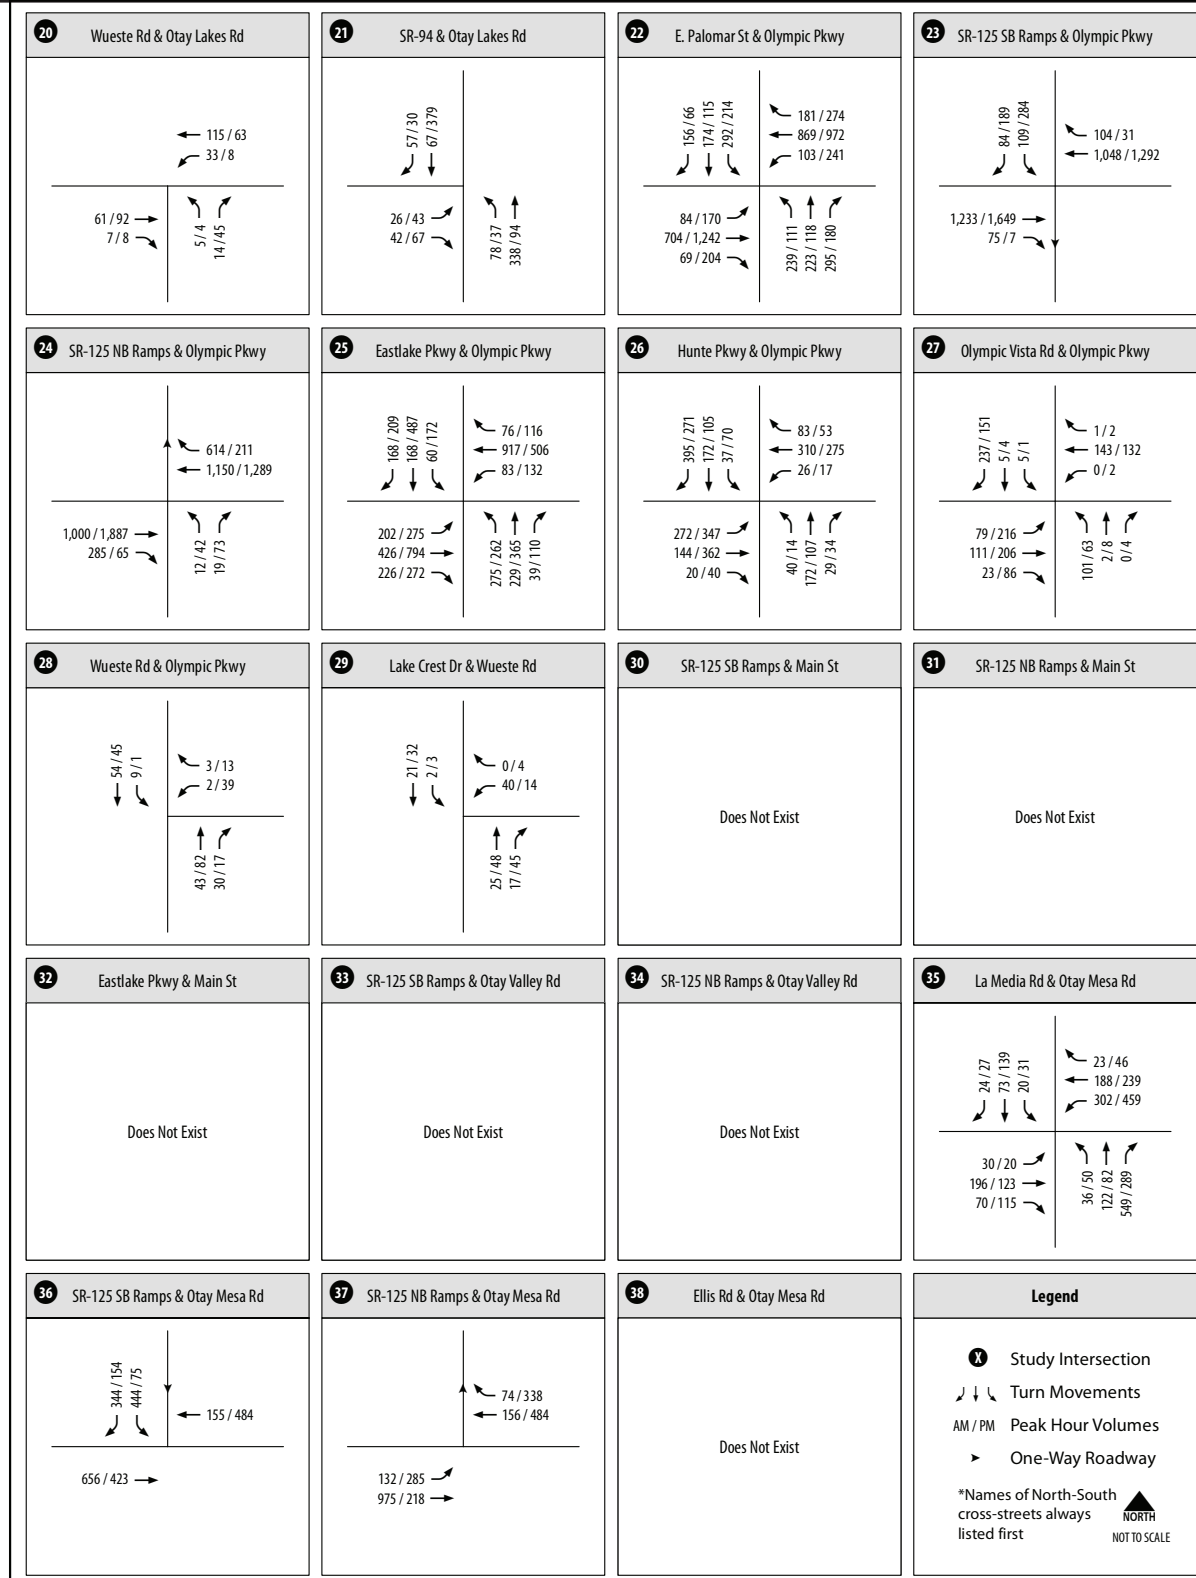 20 Wueste Rd & Otay Lakes Rd
115 / 63
33 / 8
61 / 92
7 / 8
5 / 4
14 / 45
21 SR-94 & Otay Lakes Rd
57 / 30
67 / 379
26 / 43
42 / 67
78 / 37
338 / 94
22 E. Palomar St & Olympic Pkwy
156 / 66
174 / 115
292 / 214
181 / 274
869 / 972
103 / 241
84 / 170
704 / 1,242
69 / 204
239 / 111
223 / 118
295 / 180
23 SR-125 SB Ramps & Olympic Pkwy
84 / 189
109 / 284
104 / 31
1,048 / 1,292
1,233 / 1,649
75 / 7
24 SR-125 NB Ramps & Olympic Pkwy
614 / 211
1,150 / 1,289
1,000 / 1,887
285 / 65
12 / 42
19 / 73
25 Eastlake Pkwy & Olympic Pkwy
168 / 209
168 / 487
60 / 172
76 / 116
917 / 506
83 / 132
202 / 275
426 / 794
226 / 272
275 / 262
229 / 365
39 / 110
26 Hunte Pkwy & Olympic Pkwy
395 / 271
172 / 105
37 / 70
83 / 53
310 / 275
26 / 17
272 / 347
144 / 362
20 / 40
40 / 14
172 / 107
29 / 34
27 Olympic Vista Rd & Olympic Pkwy
237 / 151
5 / 4
5 / 1
1 / 2
143 / 132
0 / 2
79 / 216
111 / 206
23 / 86
101 / 63
2 / 8
0 / 4
28 Wueste Rd & Olympic Pkwy
54 / 45
9 / 1
3 / 13
2 / 39
43 / 82
30 / 17
29 Lake Crest Dr & Wueste Rd
21 / 32
2 / 3
0 / 4
40 / 14
25 / 48
17 / 45
30 SR-125 SB Ramps & Main St
Does Not Exist
31 SR-125 NB Ramps & Main St
Does Not Exist
32 Eastlake Pkwy & Main St
Does Not Exist
33 SR-125 SB Ramps & Otay Valley Rd
Does Not Exist
34 SR-125 NB Ramps & Otay Valley Rd
Does Not Exist
35 La Media Rd & Otay Mesa Rd
24 / 27
73 / 139
20 / 31
23 / 46
188 / 239
302 / 459
30 / 20
196 / 123
70 / 115
36 / 50
122 / 82
549 / 289
36 SR-125 SB Ramps & Otay Mesa Rd
344 / 154
444 / 75
155 / 484
656 / 423
37 SR-125 NB Ramps & Otay Mesa Rd
74 / 338
156 / 484
132 / 285
975 / 218
38 Ellis Rd & Otay Mesa Rd
Does Not Exist
Legend
X Study Intersection
Turn Movements
AM / PM Peak Hour Volumes
One-Way Roadway
*Names of North-South
cross-streets always
listed first
NORTH
NOT TO SCALE